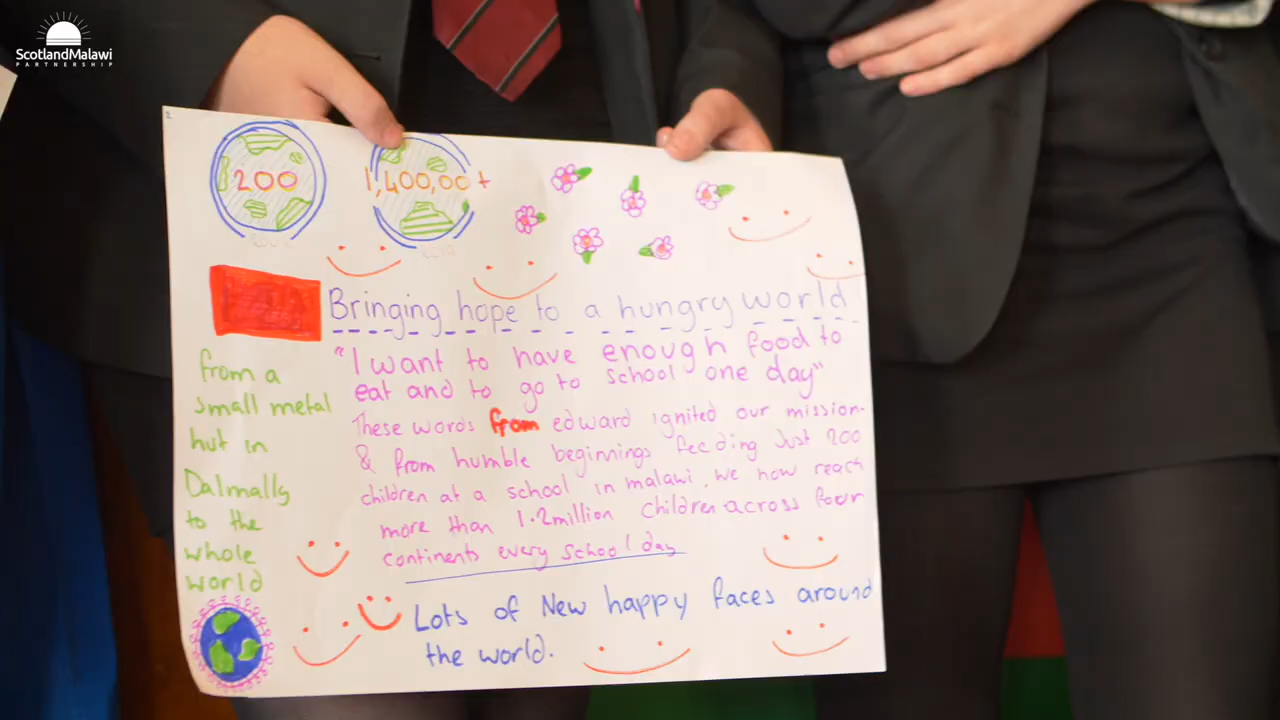 ScotlandMalawi
PARTNERSHIP
200
1,400,00+
Bringing hope to a hungry world
"I want to have enough food to
eat and to go to school one day"
These words from edward ignited our mission
& from humble beginnings feeding Just 200
children at a school in malawi, we now reach
more than 1.2million children across four
continents every school day
from a
small metal
hut in
Dalmally
to the
whole
world
Lots of New happy faces around
the world.